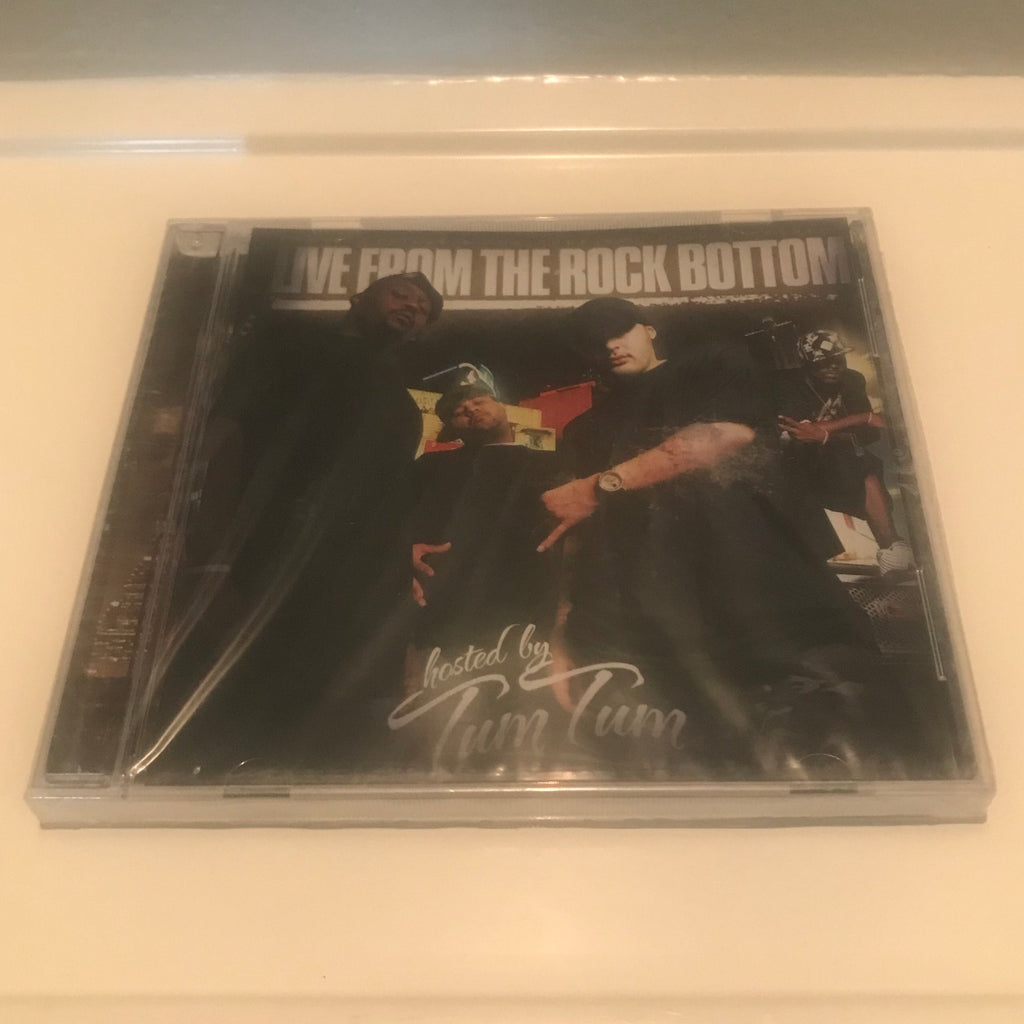 LIVE FROM THE ROCK BOTTOM
hosted by
Tum Tum